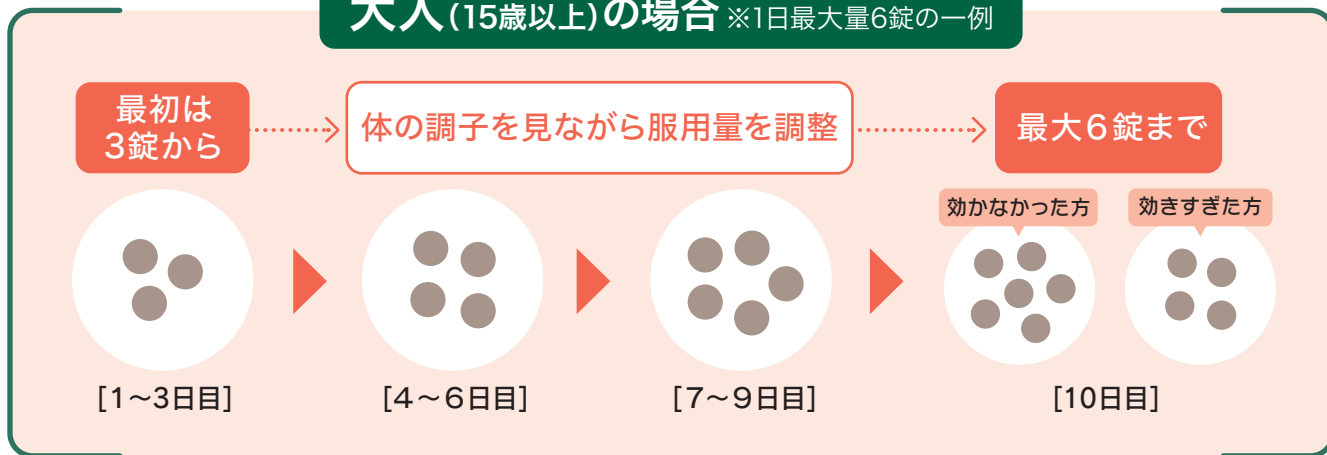 大人(15歳以上)の場合 ※1日最大量6錠の一例
最初は
3錠から
体の調子を見ながら服用量を調整
最大6錠まで
効かなかった方
効きすぎた方
[1〜3日目]
[4〜6日目]
[7〜9日目]
[10日目]